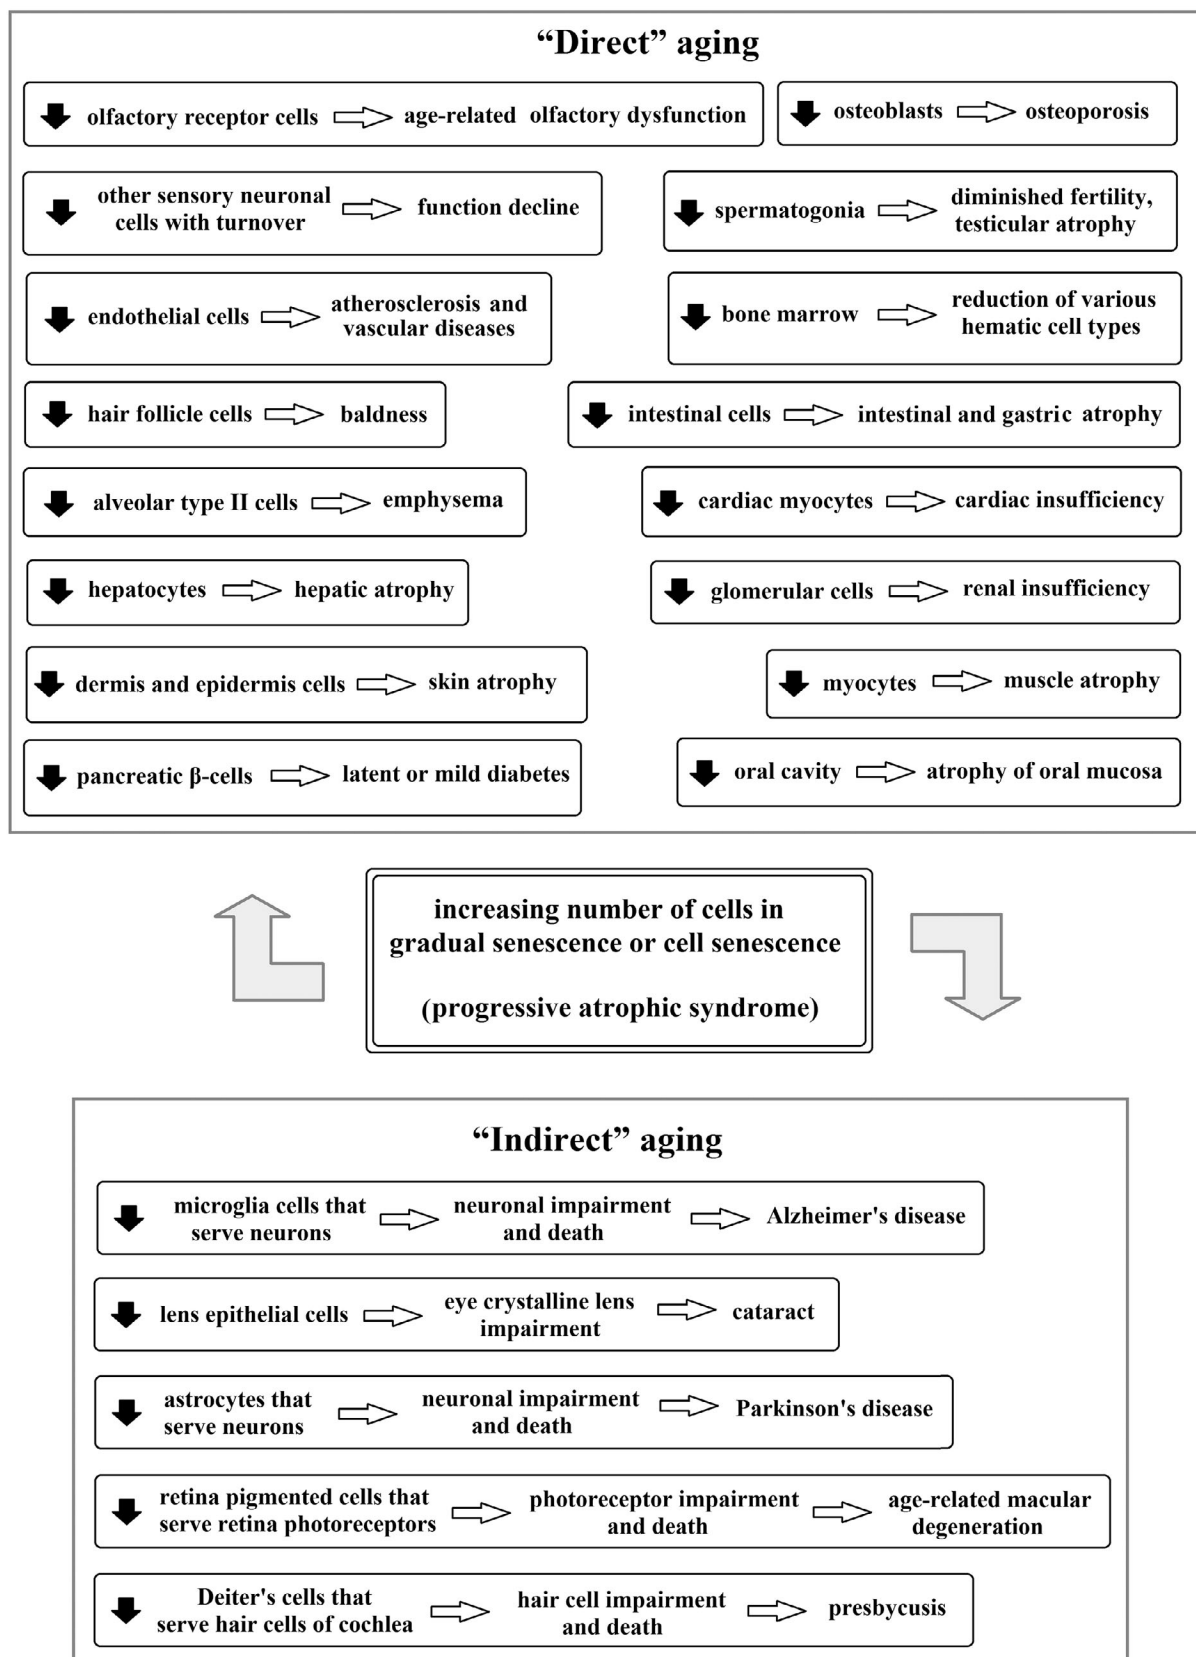 “Direct” aging
olfactory receptor cells age-related olfactory dysfunction
osteoblasts osteoporosis
other sensory neuronal
cells with turnover
function decline
spermatogonia
diminished fertility,
testicular atrophy
endothelial cells
atherosclerosis and
vascular diseases
bone marrow
reduction of various
hematic cell types
hair follicle cells baldness
intestinal cells intestinal and gastric atrophy
alveolar type II cells emphysema
cardiac myocytes cardiac insufficiency
hepatocytes hepatic atrophy
glomerular cells renal insufficiency
dermis and epidermis cells skin atrophy
myocytes muscle atrophy
pancreatic β-cells latent or mild diabetes
oral cavity atrophy of oral mucosa
increasing number of cells in
gradual senescence or cell senescence
(progressive atrophic syndrome)
“Indirect” aging
microglia cells that
serve neurons
neuronal impairment
and death
Alzheimer's disease
lens epithelial cells
eye crystalline lens
impairment
cataract
astrocytes that
serve neurons
neuronal impairment
and death
Parkinson's disease
retina pigmented cells that
serve retina photoreceptors
photoreceptor impairment
and death
age-related macular
degeneration
Deiter's cells that
serve hair cells of cochlea
hair cell impairment
and death
presbycusis